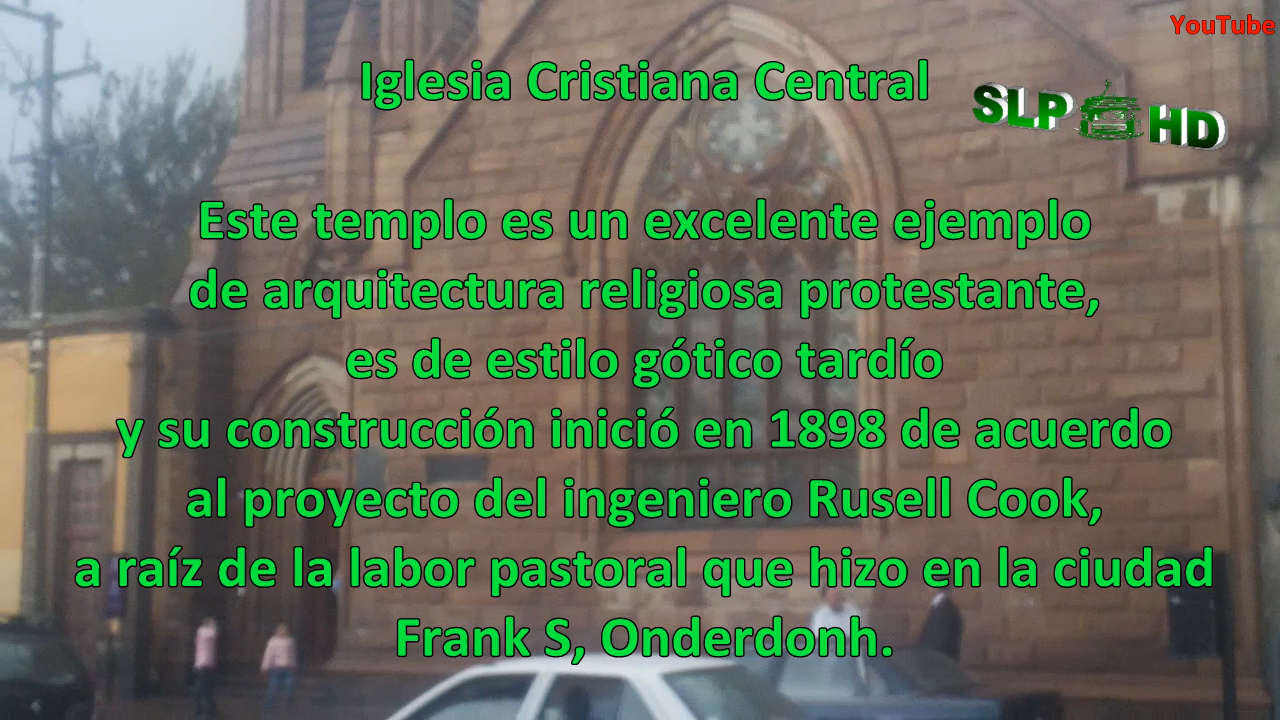 YouTube
Iglesia Cristiana Central
SLP HD
Este templo es un excelente ejemplo
de arquitectura religiosa protestante,
es de estilo gótico tardío
y su construcción inició en 1898 de acuerdo
al proyecto del ingeniero Rusell Cook,
a raíz de la labor pastoral que hizo en la ciudad
Frank S, Onderdonh.